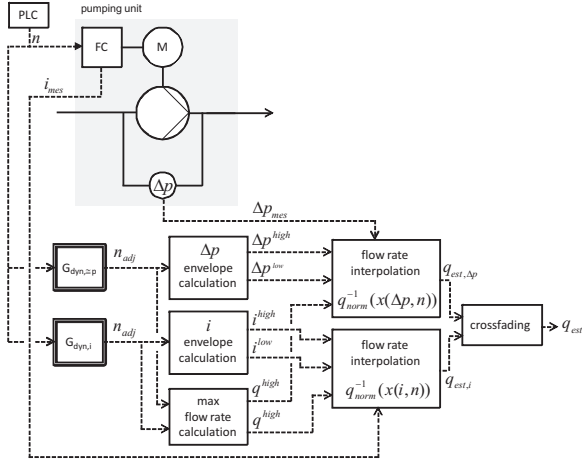 pumping unit
PLC
n
FC
M
i_mes
Δp
Δp_mes
G_dyn,≃p
n_adj
Δp
envelope
calculation
Δp^high
Δp^low
flow rate
interpolation
q_norm^-1(x(Δp,n))
q_est,Δp
G_dyn,i
n_adj
i
envelope
calculation
i^high
i^low
flow rate
interpolation
q_norm^-1(x(i,n))
q_est,i
crossfading
q_est
max
flow rate
calculation
q^high
q^high